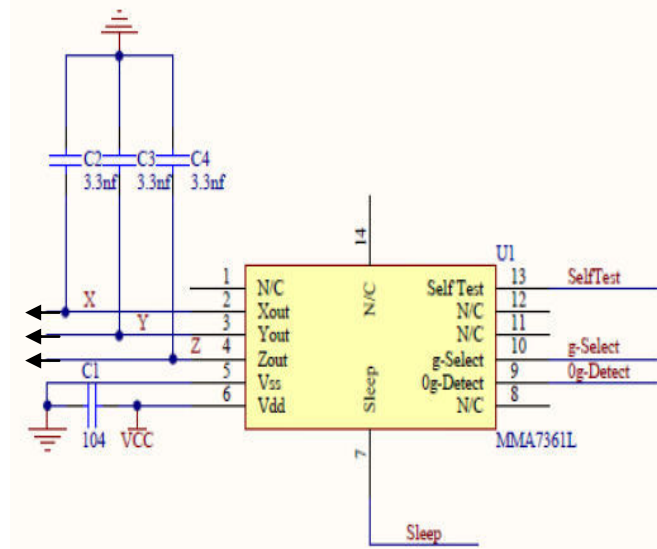 C2 C3 C4
3.3nf 3.3nf 3.3nf
14
U1
1 N/C N/C SelfTest 13 SelfTest
X 2 Xout N/C 12
Y 3 Yout N/C 11
Z 4 Zout g-Select 10 g-Select
C1 5 Vss Sleep 0g-Detect 9 0g-Detect
6 Vdd N/C 8
104 VCC
MMA7361L
7
Sleep